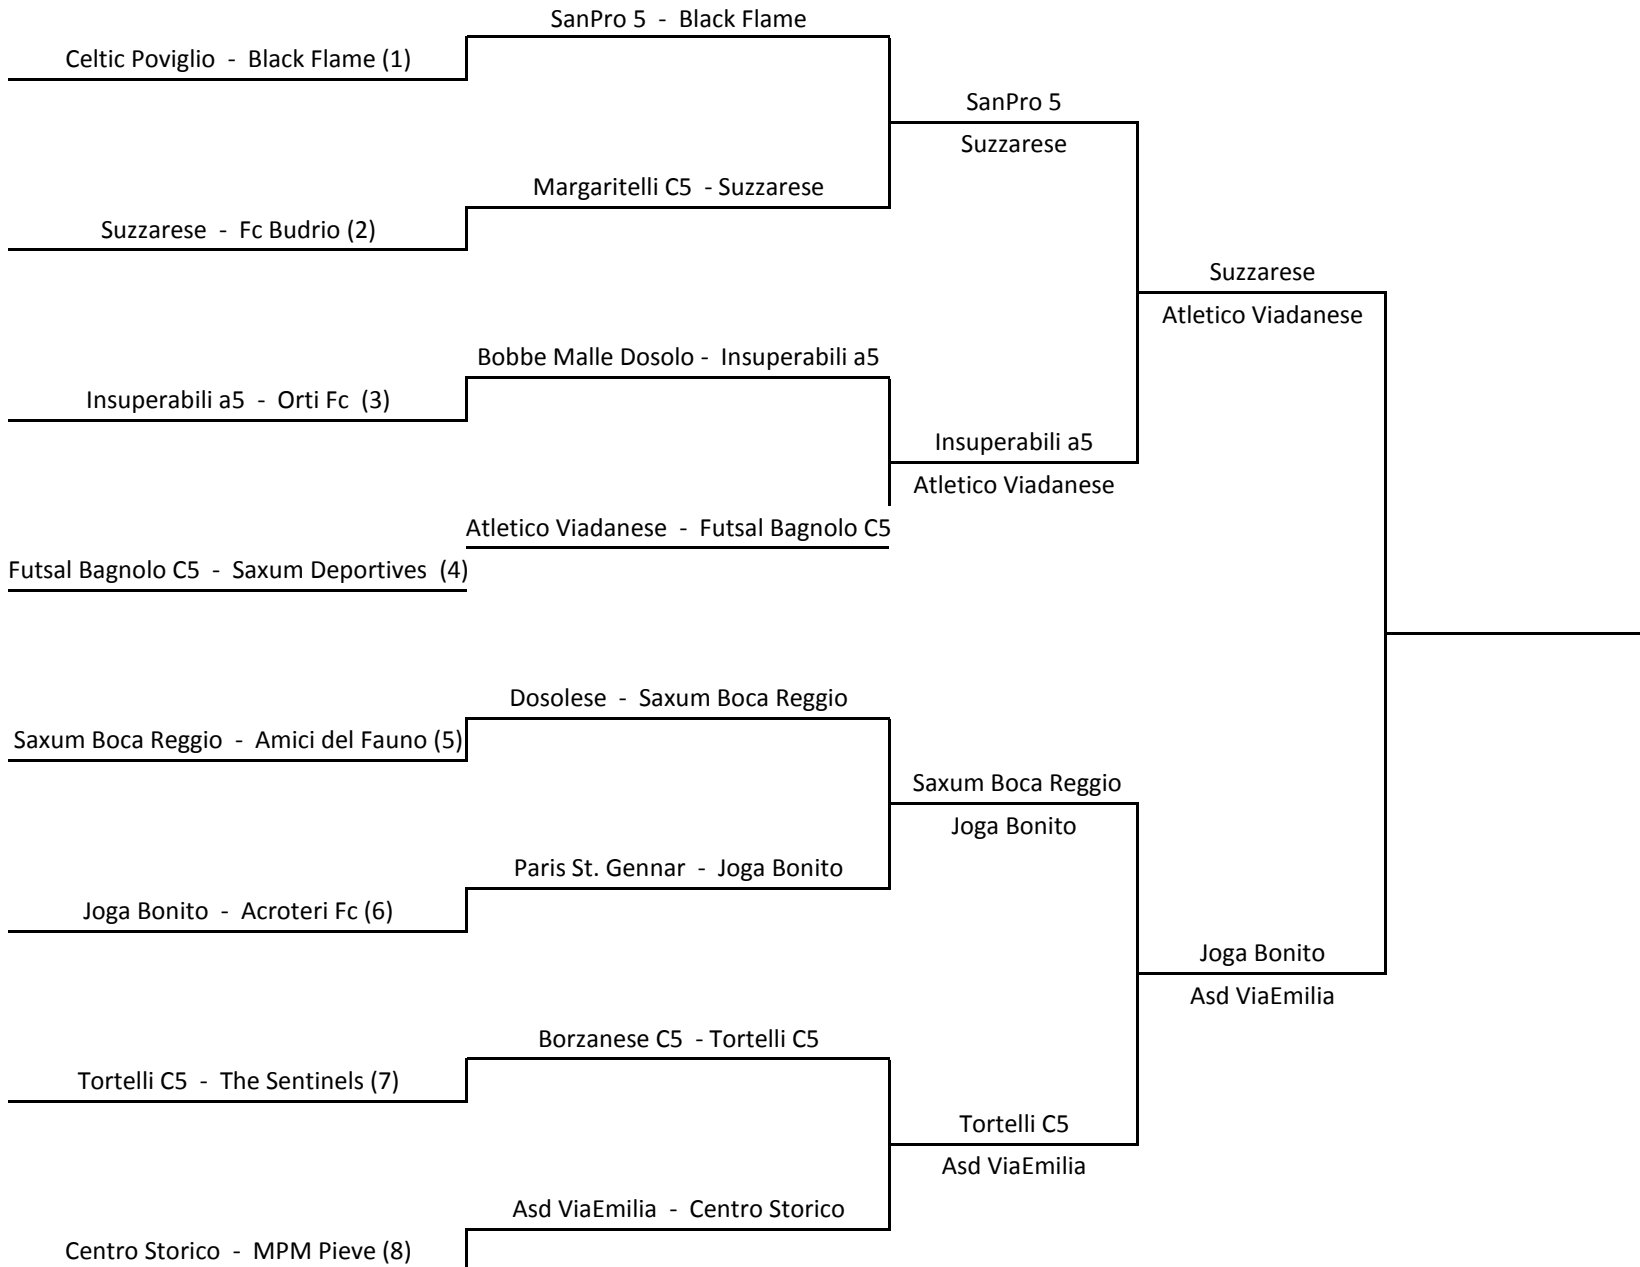 SanPro 5 - Black Flame
Celtic Poviglio - Black Flame (1)
SanPro 5
Suzzarese
Margaritelli C5 - Suzzarese
Suzzarese - Fc Budrio (2)
Suzzarese
Atletico Viadanese
Bobbe Malle Dosolo - Insuperabili a5
Insuperabili a5 - Orti Fc (3)
Insuperabili a5
Atletico Viadanese
Atletico Viadanese - Futsal Bagnolo C5
Futsal Bagnolo C5 - Saxum Deportives (4)
Dosolese - Saxum Boca Reggio
Saxum Boca Reggio - Amici del Fauno (5)
Saxum Boca Reggio
Joga Bonito
Paris St. Gennar - Joga Bonito
Joga Bonito - Acroteri Fc (6)
Joga Bonito
Asd ViaEmilia
Borzanese C5 - Tortelli C5
Tortelli C5 - The Sentinels (7)
Tortelli C5
Asd ViaEmilia
Asd ViaEmilia - Centro Storico
Centro Storico - MPM Pieve (8)